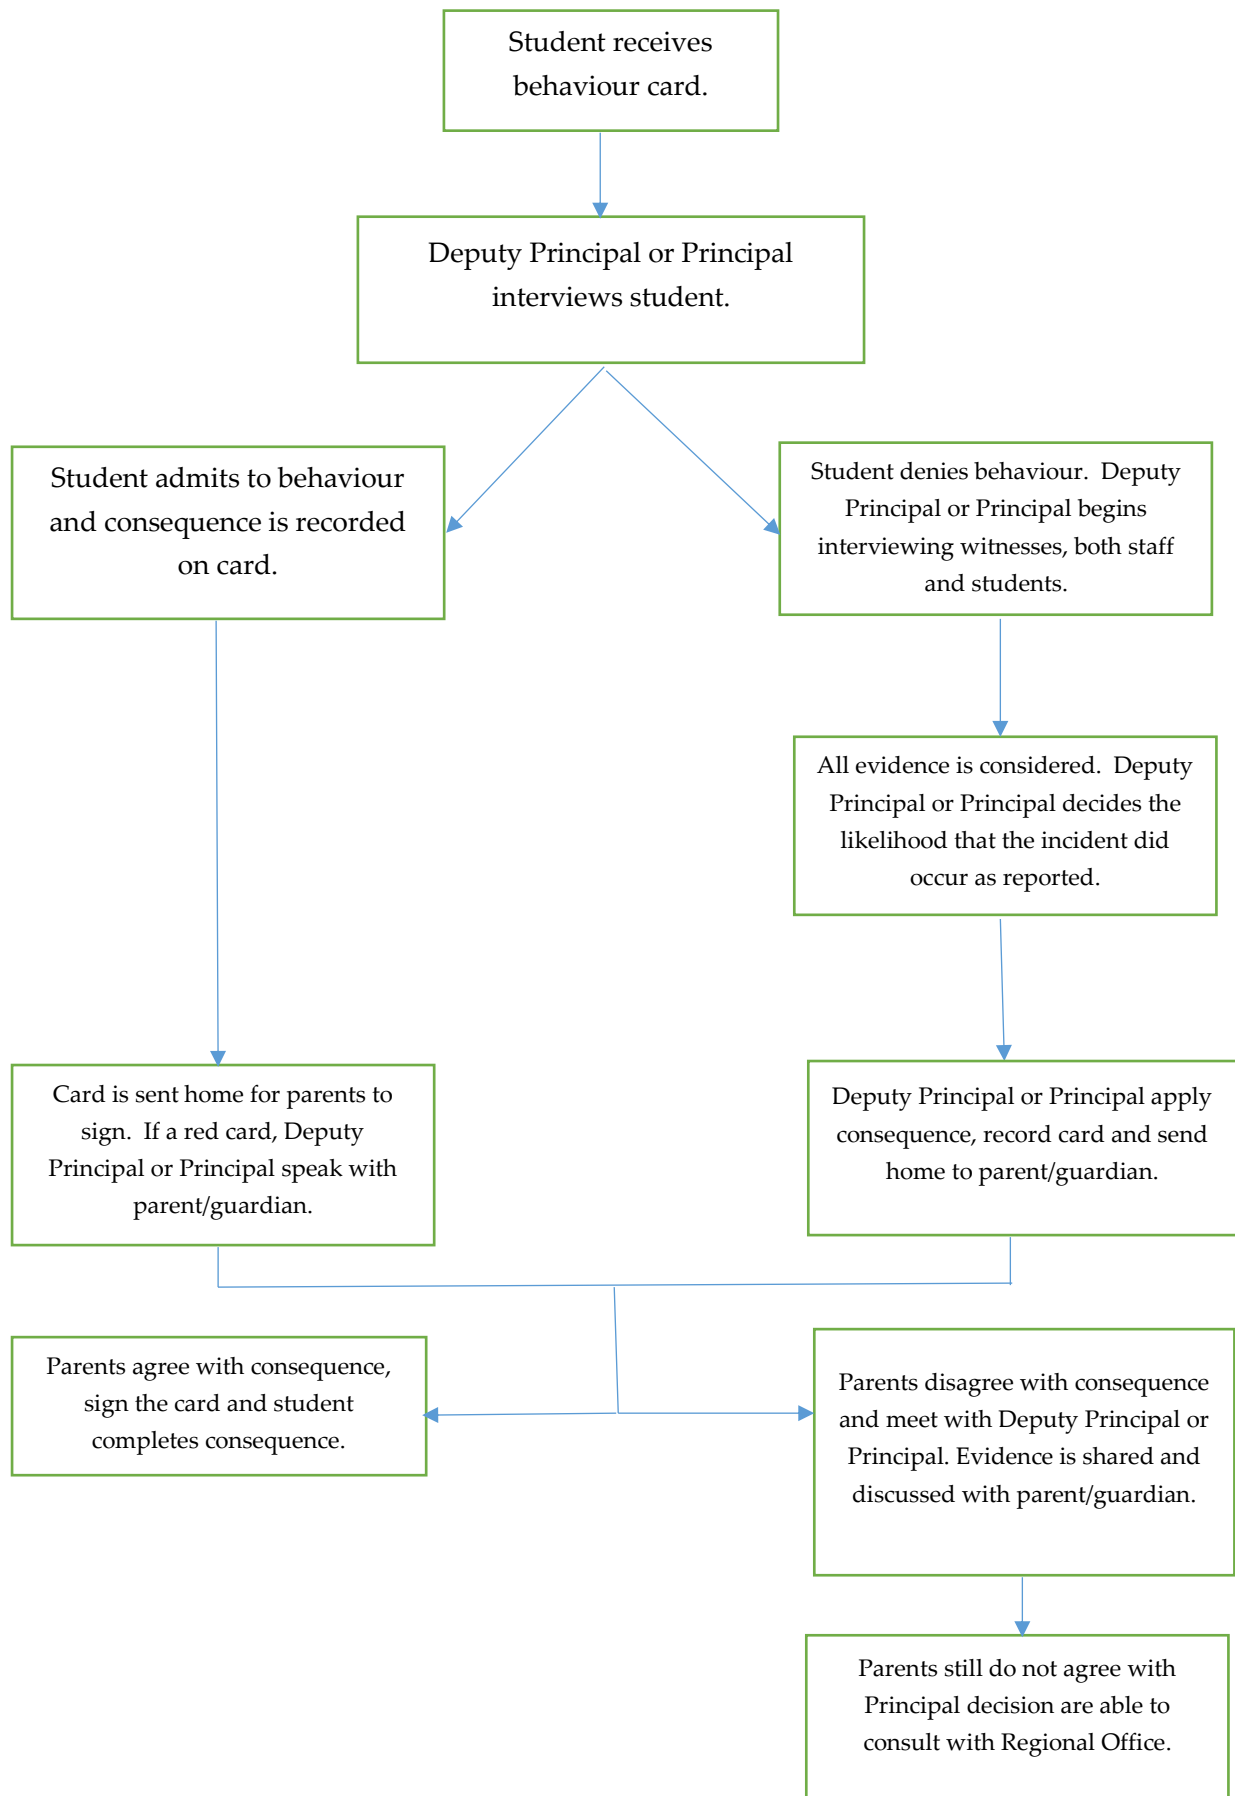 Student receives
behaviour card.
Deputy Principal or Principal
interviews student.
Student admits to behaviour
and consequence is recorded
on card.
Student denies behaviour.  Deputy
Principal or Principal begins
interviewing witnesses, both staff
and students.
All evidence is considered.  Deputy
Principal or Principal decides the
likelihood that the incident did
occur as reported.
Card is sent home for parents to
sign.  If a red card, Deputy
Principal or Principal speak with
parent/guardian.
Deputy Principal or Principal apply
consequence, record card and send
home to parent/guardian.
Parents agree with consequence,
sign the card and student
completes consequence.
Parents disagree with consequence
and meet with Deputy Principal or
Principal. Evidence is shared and
discussed with parent/guardian.
Parents still do not agree with
Principal decision are able to
consult with Regional Office.